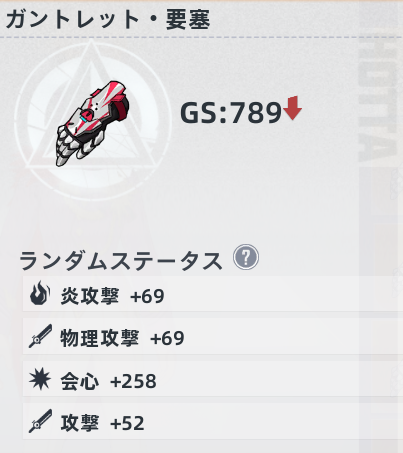 ガントレット・要塞
GS:789
ランダムステータス ?
炎攻撃 +69
物理攻撃 +69
会心 +258
攻撃 +52
HOTTA